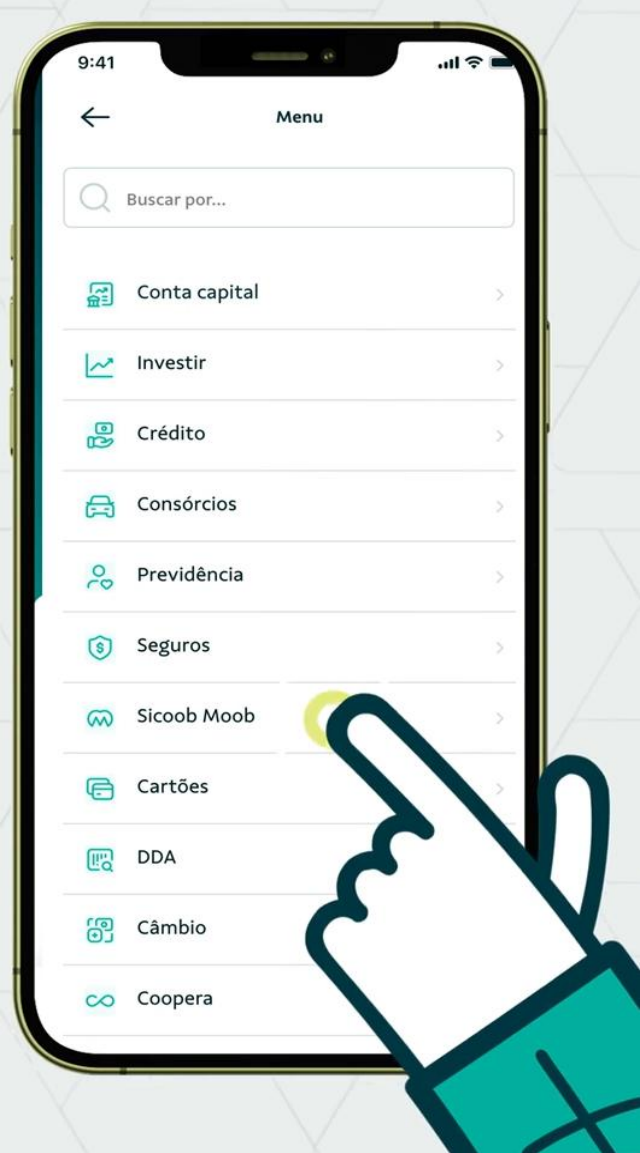 9:41
Menu
Buscar por...
Conta capital
Investir
Crédito
Consórcios
Previdência
Seguros
Sicoob Moob
Cartões
DDA
Câmbio
Coopera